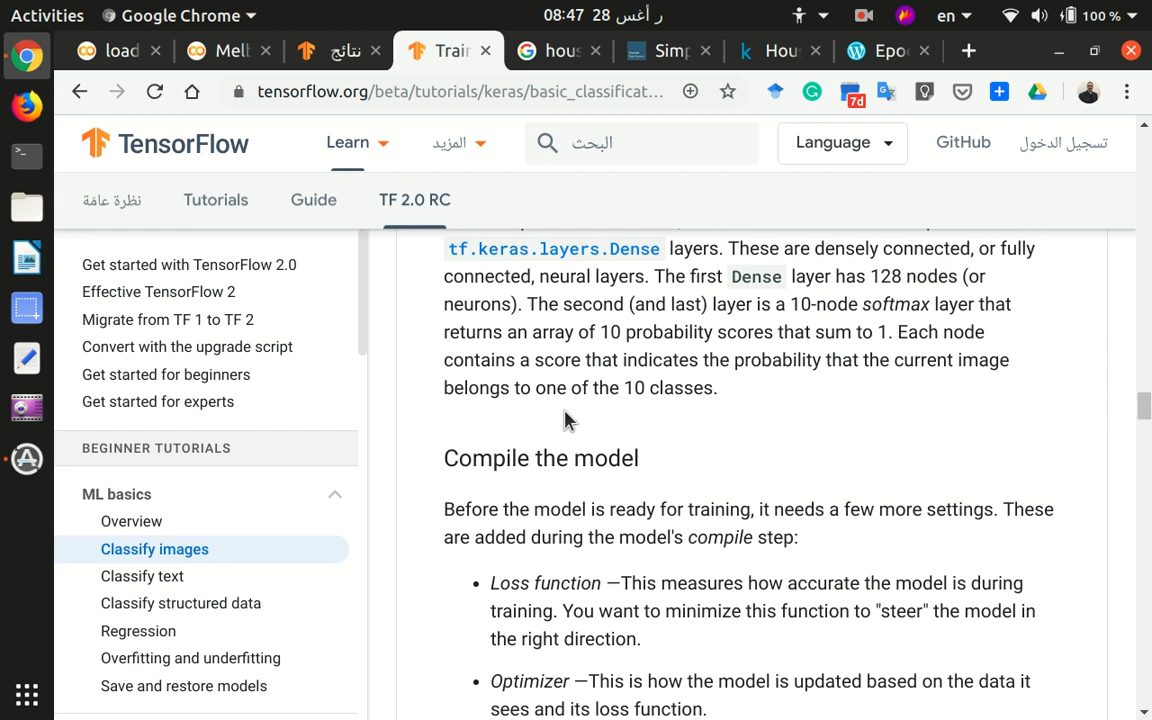 Activities Google Chrome ر أغس 28 08:47 en 100 %
load Melb نتائج Trair G hous Simp k Hou: Epoc
tensorflow.org/beta/tutorials/keras/basic_classificat... 7d
TensorFlow Learn المزيد البحث Language GitHub تسجيل الدخول
نظرة عامّة Tutorials Guide TF 2.0 RC
tf.keras.layers.Dense layers. These are densely connected, or fully
connected, neural layers. The first Dense layer has 128 nodes (or
neurons). The second (and last) layer is a 10-node softmax layer that
returns an array of 10 probability scores that sum to 1. Each node
contains a score that indicates the probability that the current image
belongs to one of the 10 classes.
Compile the model
Before the model is ready for training, it needs a few more settings. These
are added during the model's compile step:
• Loss function —This measures how accurate the model is during
training. You want to minimize this function to "steer" the model in
the right direction.
• Optimizer —This is how the model is updated based on the data it
sees and its loss function.
Get started with TensorFlow 2.0
Effective TensorFlow 2
Migrate from TF 1 to TF 2
Convert with the upgrade script
Get started for beginners
Get started for experts
BEGINNER TUTORIALS
ML basics
Overview
Classify images
Classify text
Classify structured data
Regression
Overfitting and underfitting
Save and restore models